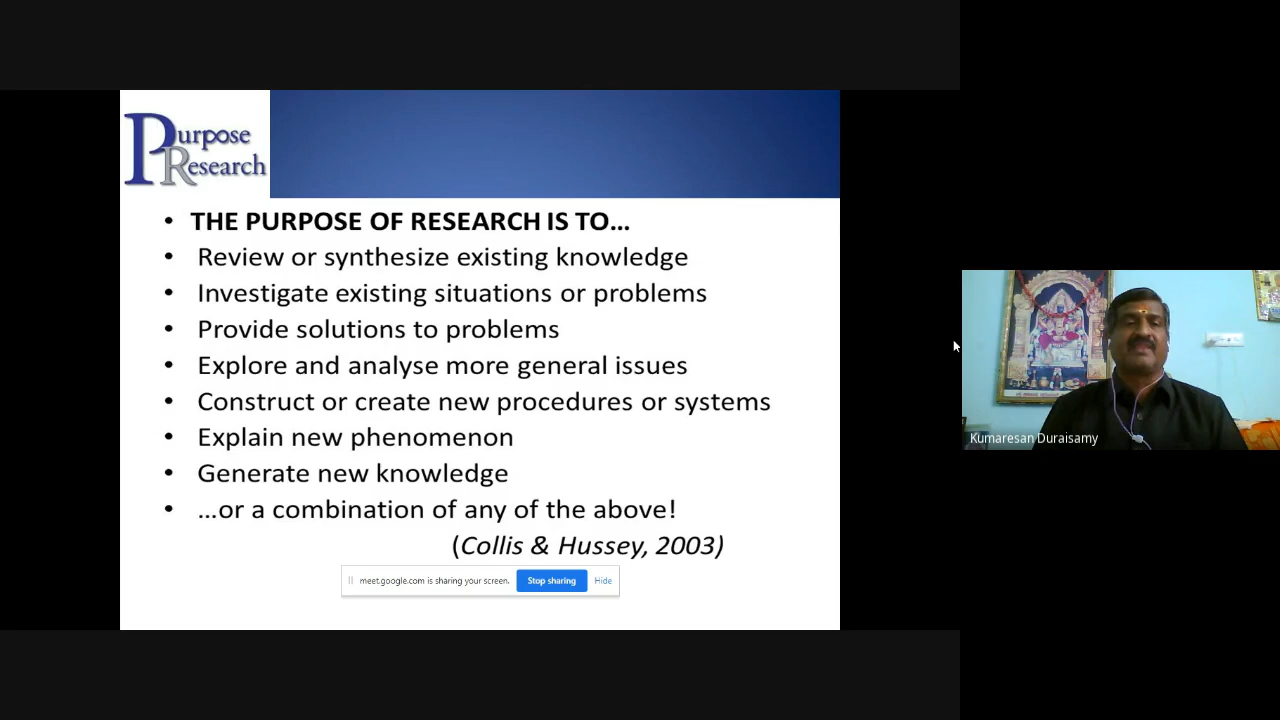 Purpose
Research
• THE PURPOSE OF RESEARCH IS TO...
• Review or synthesize existing knowledge
• Investigate existing situations or problems
• Provide solutions to problems
• Explore and analyse more general issues
• Construct or create new procedures or systems
• Explain new phenomenon
• Generate new knowledge
• ...or a combination of any of the above!
(Collis & Hussey, 2003)
meet.google.com is sharing your screen. Stop sharing Hide
Kumaresan Duraisamy